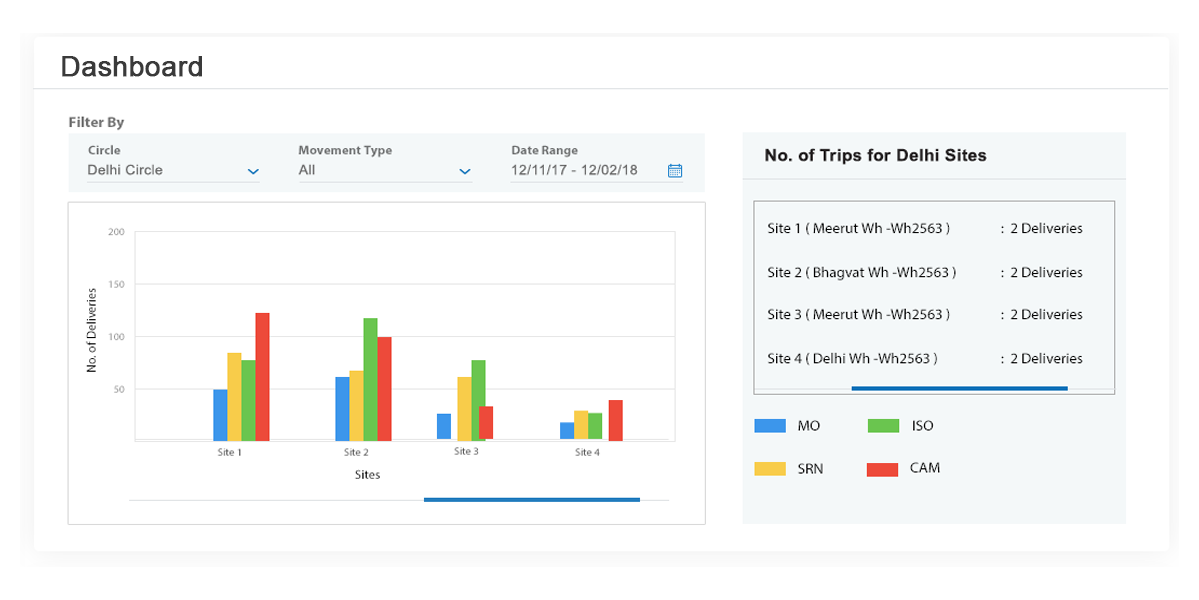 Dashboard
Filter By
Circle
Delhi Circle
Movement Type
All
Date Range
12/11/17 - 12/02/18
200
150
100
50
No. of Deliveries
Site 1
Site 2
Site 3
Site 4
Sites
No. of Trips for Delhi Sites
Site 1 ( Meerut Wh -Wh2563 ) : 2 Deliveries
Site 2 ( Bhagvat Wh -Wh2563 ) : 2 Deliveries
Site 3 ( Meerut Wh -Wh2563 ) : 2 Deliveries
Site 4 ( Delhi Wh -Wh2563 ) : 2 Deliveries
MO
ISO
SRN
CAM